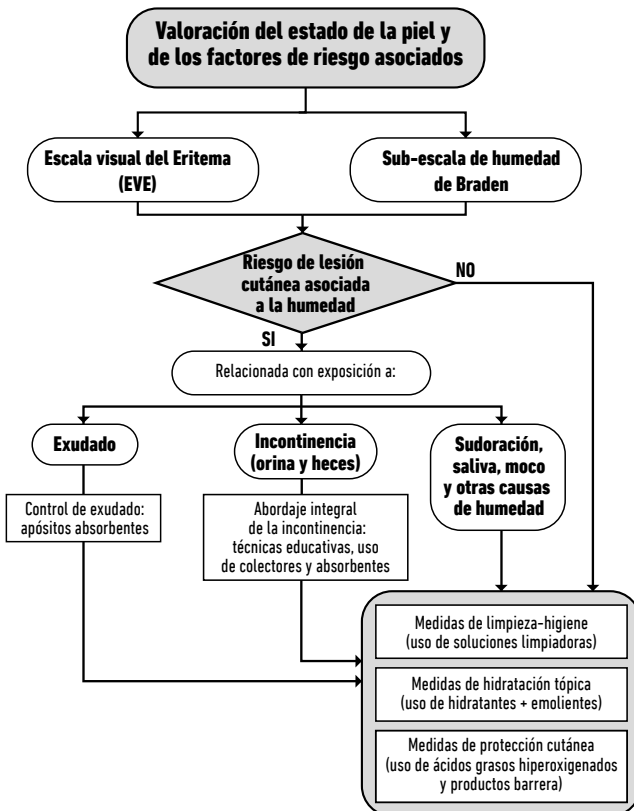 Valoración del estado de la piel y
de los factores de riesgo asociados
Escala visual del Eritema
(EVE)
Sub-escala de humedad
de Braden
Riesgo de lesión
cutánea asociada
a la humedad
NO
SI
Relacionada con exposición a:
Exudado
Incontinencia
(orina y heces)
Sudoración,
saliva, moco
y otras causas
de humedad
Control de exudado:
apósitos absorbentes
Abordaje integral
de la incontinencia:
técnicas educativas, uso
de colectores y absorbentes
Medidas de limpieza-higiene
(uso de soluciones limpiadoras)
Medidas de hidratación tópica
(uso de hidratantes + emolientes)
Medidas de protección cutánea
(uso de ácidos grasos hiperoxigenados
y productos barrera)